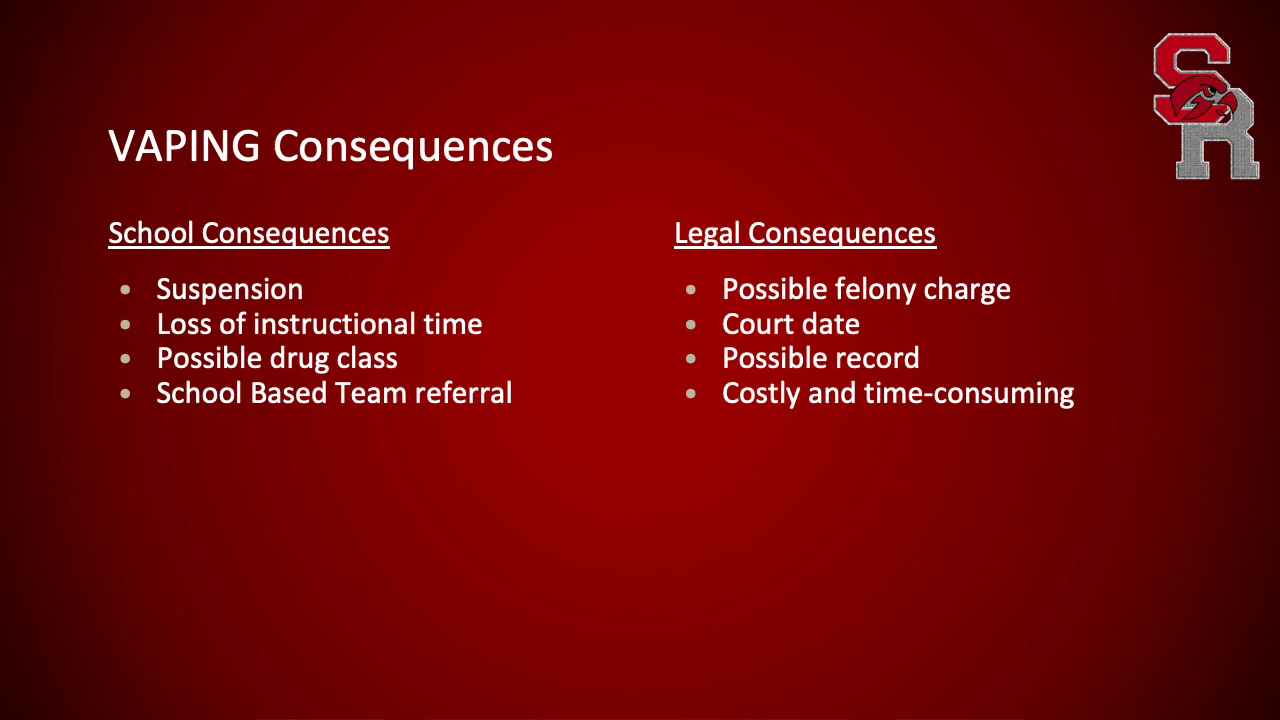 SR
VAPING Consequences
School Consequences
Suspension
Loss of instructional time
Possible drug class
School Based Team referral
Legal Consequences
Possible felony charge
Court date
Possible record
Costly and time-consuming